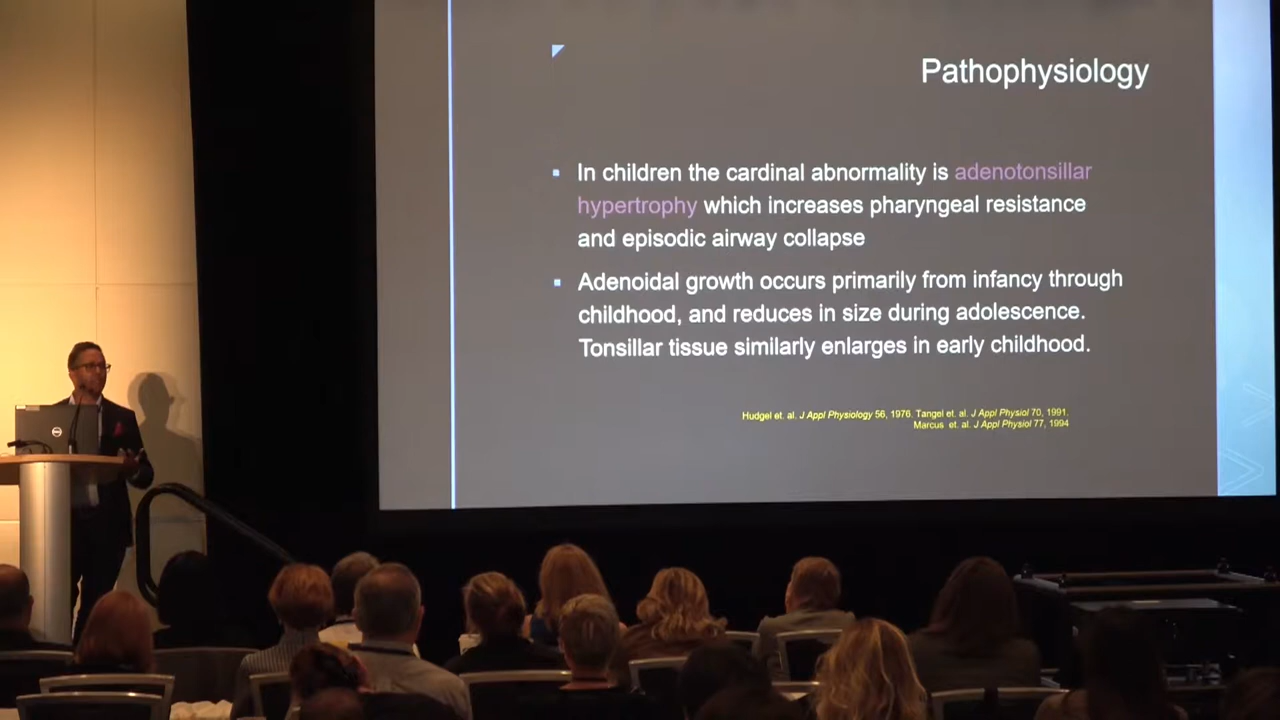 Pathophysiology
In children the cardinal abnormality is adenotonsillar
hypertrophy which increases pharyngeal resistance
and episodic airway collapse
Adenoidal growth occurs primarily from infancy through
childhood, and reduces in size during adolescence.
Tonsillar tissue similarly enlarges in early childhood.
Hudgel et. al. J Appl Physiology 56, 1976. Tangel et. al. J Appl Physiol 70, 1991.
Marcus et. al. J Appl Physiol 77, 1994
DELL